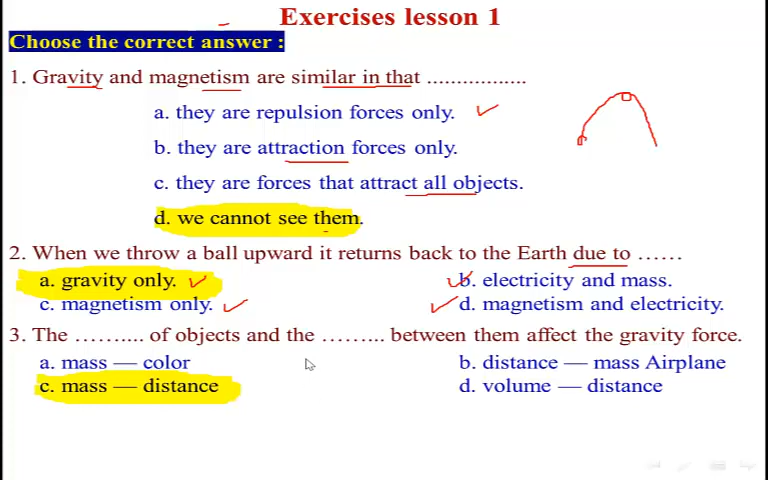 Exercises lesson 1
Choose the correct answer :
1. Gravity and magnetism are similar in that .................
a. they are repulsion forces only.
b. they are attraction forces only.
c. they are forces that attract all objects.
d. we cannot see them.
2. When we throw a ball upward it returns back to the Earth due to ……
a. gravity only. b. electricity and mass.
c. magnetism only. d. magnetism and electricity.
3. The ………... of objects and the ……….. between them affect the gravity force.
a. mass — color b. distance — mass Airplane
c. mass — distance d. volume — distance